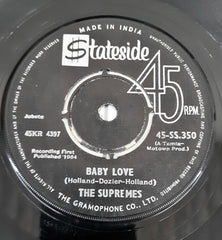 MADE IN INDIA
Stateside
45
RPM
Jobete
45KR 4397
45-SS.350
(A Tamla-
Motown Prod.)
Recording First
Published 1964
BABY LOVE
(Holland-Dozier-Holland)
THE SUPREMES
THE GRAMOPHONE CO., LTD.